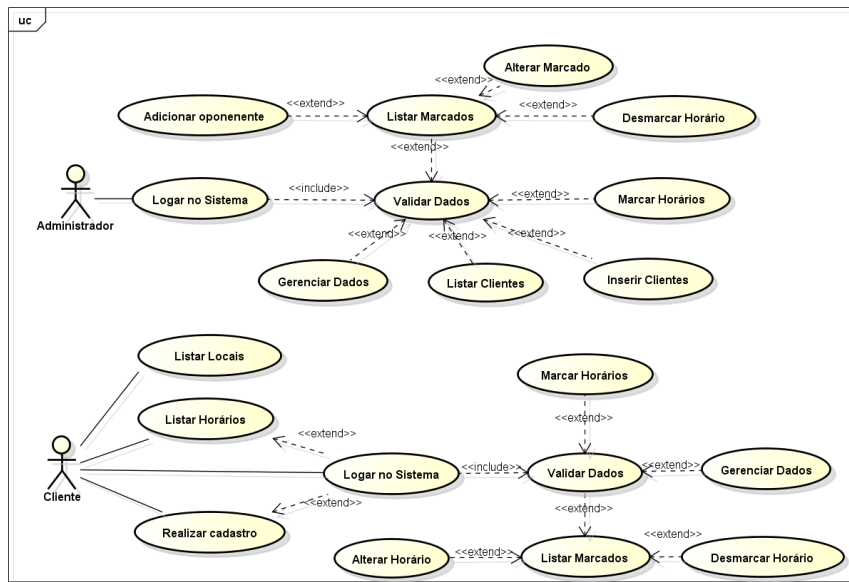 uc
Alterar Marcado
<<extend>>
Adicionar oponenente
<<extend>>
Listar Marcados
<<extend>>
Desmarcar Horário
<<extend>>
Administrador
Logar no Sistema
<<include>>
Validar Dados
<<extend>>
Marcar Horários
<<extend>>
<<extend>>
<<extend>>
Gerenciar Dados
Listar Clientes
Inserir Clientes
Listar Locais
Marcar Horários
Listar Horários
<<extend>>
<<extend>>
Cliente
Logar no Sistema
<<include>>
Validar Dados
<<extend>>
Gerenciar Dados
<<extend>>
<<extend>>
Realizar cadastro
Alterar Horário
<<extend>>
Listar Marcados
<<extend>>
Desmarcar Horário